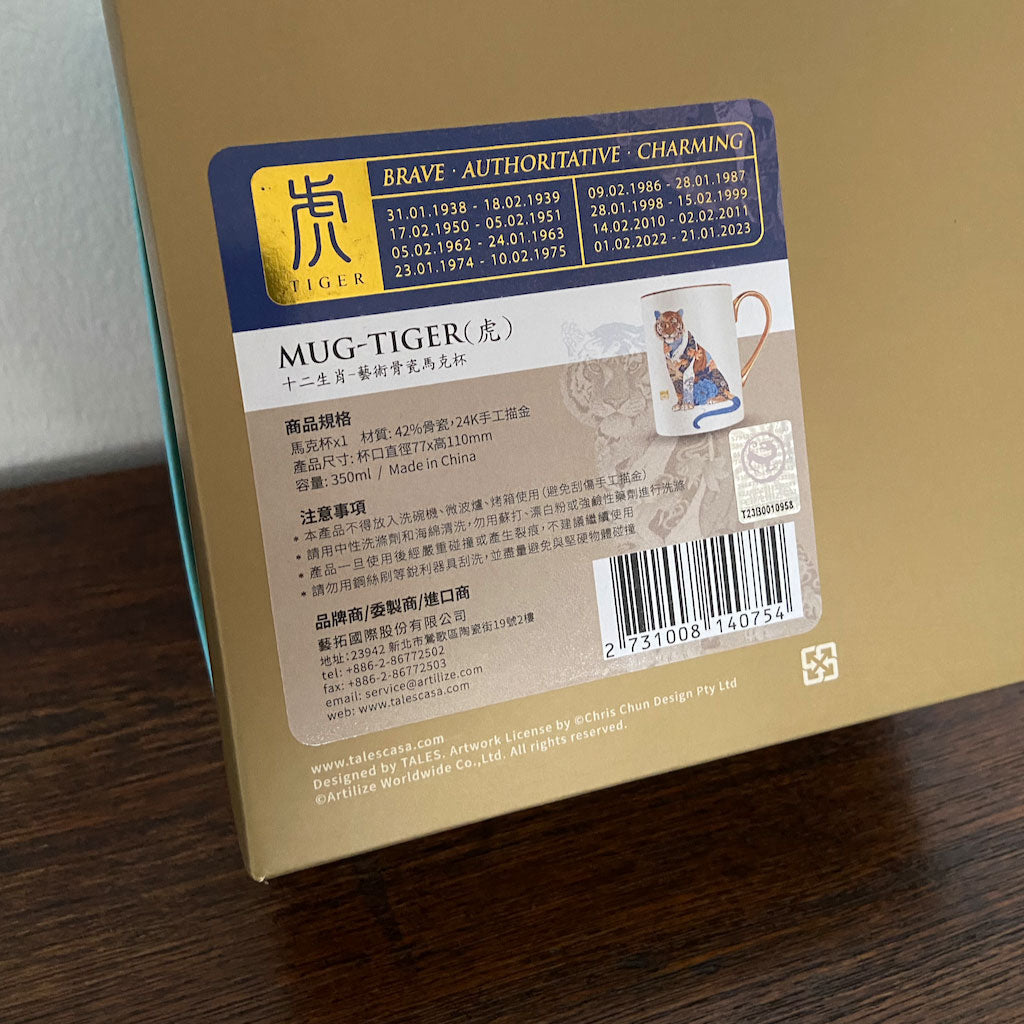 虎
TIGER
BRAVE · AUTHORITATIVE · CHARMING
31.01.1938 - 18.02.1939
17.02.1950 - 05.02.1951
05.02.1962 - 24.01.1963
23.01.1974 - 10.02.1975
09.02.1986 - 28.01.1987
28.01.1998 - 15.02.1999
14.02.2010 - 02.02.2011
01.02.2022 - 21.01.2023
MUG-TIGER(虎)
十二生肖-藝術骨瓷馬克杯
商品規格
馬克杯x1 材質: 42%骨瓷,24K手工描金
產品尺寸: 杯口直徑77x高110mm
容量: 350ml / Made in China
注意事項
* 本產品不得放入洗碗機、微波爐、烤箱使用(避免刮傷手工描金)
* 請用中性洗滌劑和海綿清洗,勿用蘇打、漂白粉或強鹼性藥劑進行洗滌
* 產品一旦使用後經嚴重碰撞或產生裂痕,不建議繼續使用
* 請勿用鋼絲刷等銳利器具刮洗,並盡量避免與堅硬物體碰撞
品牌商/委製商/進口商
藝拓國際股份有限公司
地址:23942 新北市鶯歌區陶瓷街19號2樓
tel: +886-2-86772502
fax: +886-2-86772503
email: service@artilize.com
web: www.talescasa.com
T23B0010958
2 731008 140754
www.talescasa.com
Designed by TALES. Artwork License by ©Chris Chun Design Pty Ltd
©Artilize Worldwide Co.,Ltd. All rights reserved.